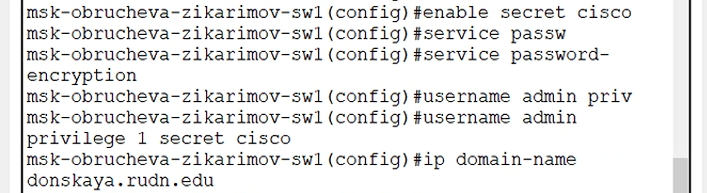 msk-obrucheva-zikarimov-sw1(config)#enable secret cisco
msk-obrucheva-zikarimov-sw1(config)#service passw
msk-obrucheva-zikarimov-sw1(config)#service password-
encryption
msk-obrucheva-zikarimov-sw1(config)#username admin priv
msk-obrucheva-zikarimov-sw1(config)#username admin
privilege 1 secret cisco
msk-obrucheva-zikarimov-sw1(config)#ip domain-name
donskaya.rudn.edu